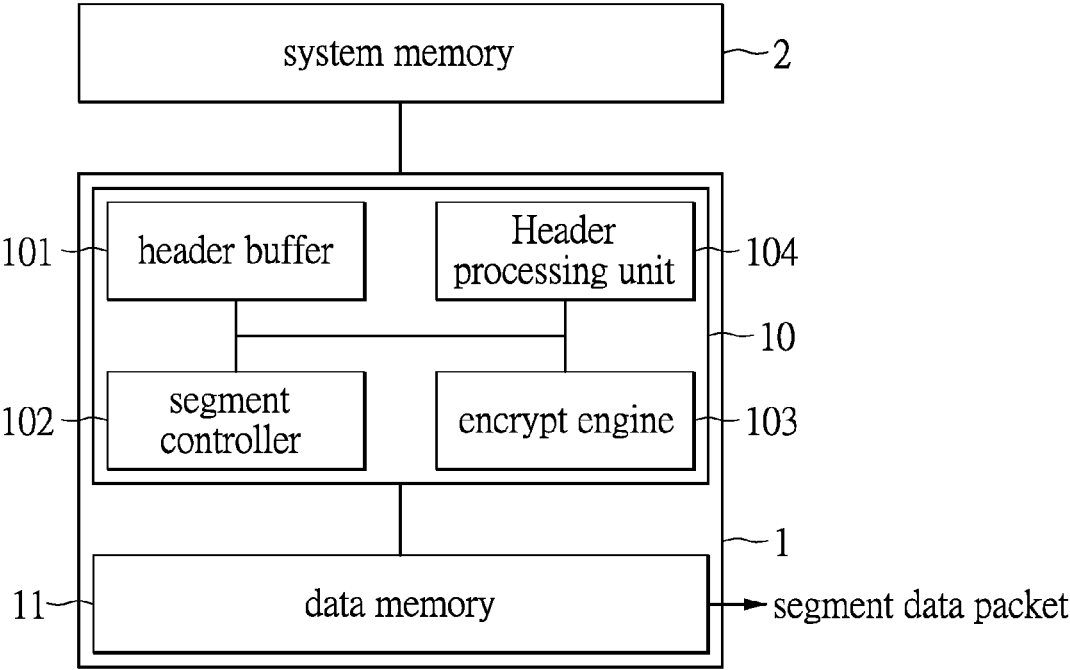 system memory
2
101
header buffer
Header
processing unit
104
10
102
segment
controller
encrypt engine
103
1
11
data memory
segment data packet